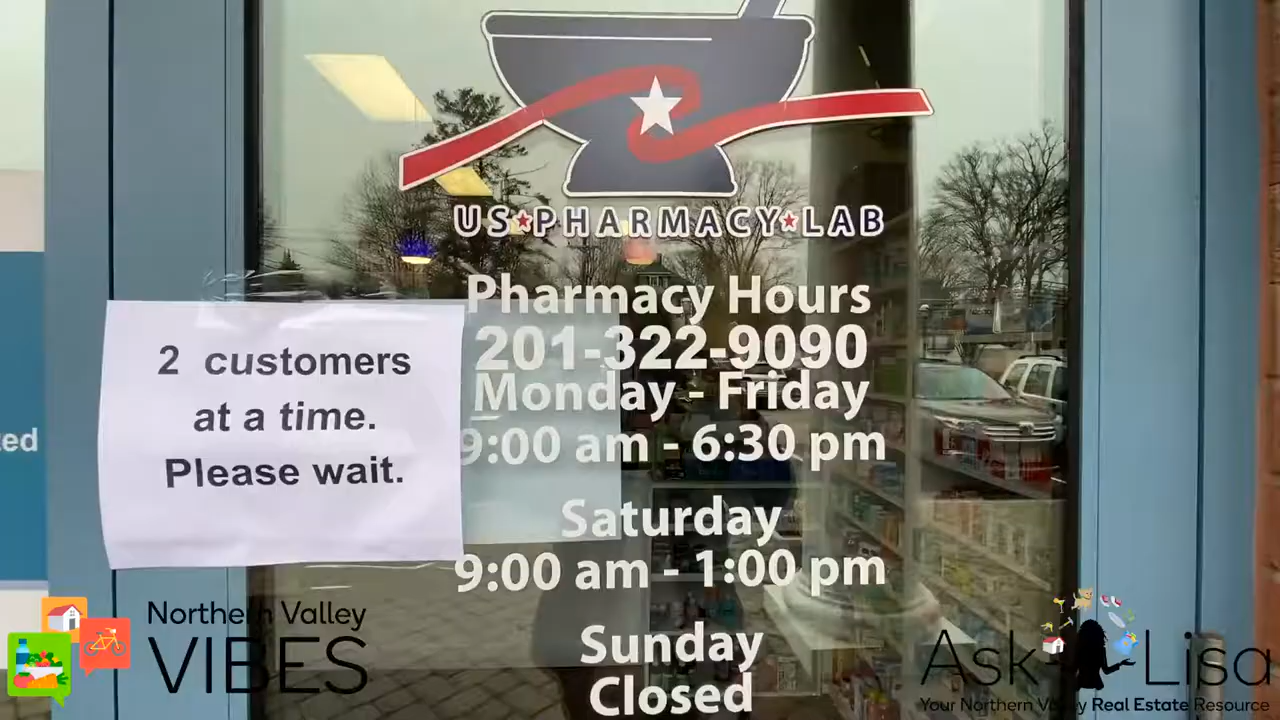 US★PHARMACY★LAB
Pharmacy Hours
201-322-9090
Monday - Friday
9:00 am - 6:30 pm
Saturday
9:00 am - 1:00 pm
Sunday
Closed
2 customers
at a time.
Please wait.
ted
Northern Valley
VIBES
Ask Lisa
Your Northern Valley Real Estate Resource